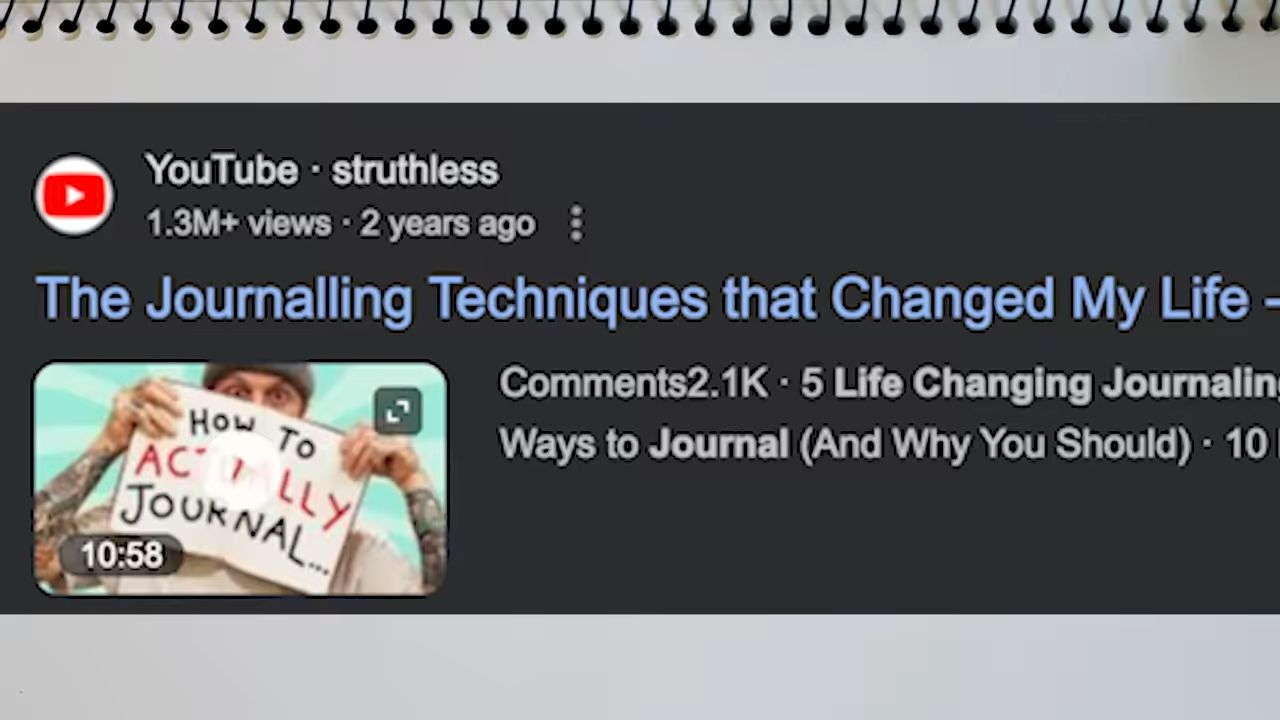 YouTube · struthless
1.3M+ views · 2 years ago
The Journalling Techniques that Changed My Life -
Comments2.1K · 5 Life Changing Journaling
Ways to Journal (And Why You Should) · 10
HOW TO
ACTUALLY
JOURNAL...
10:58